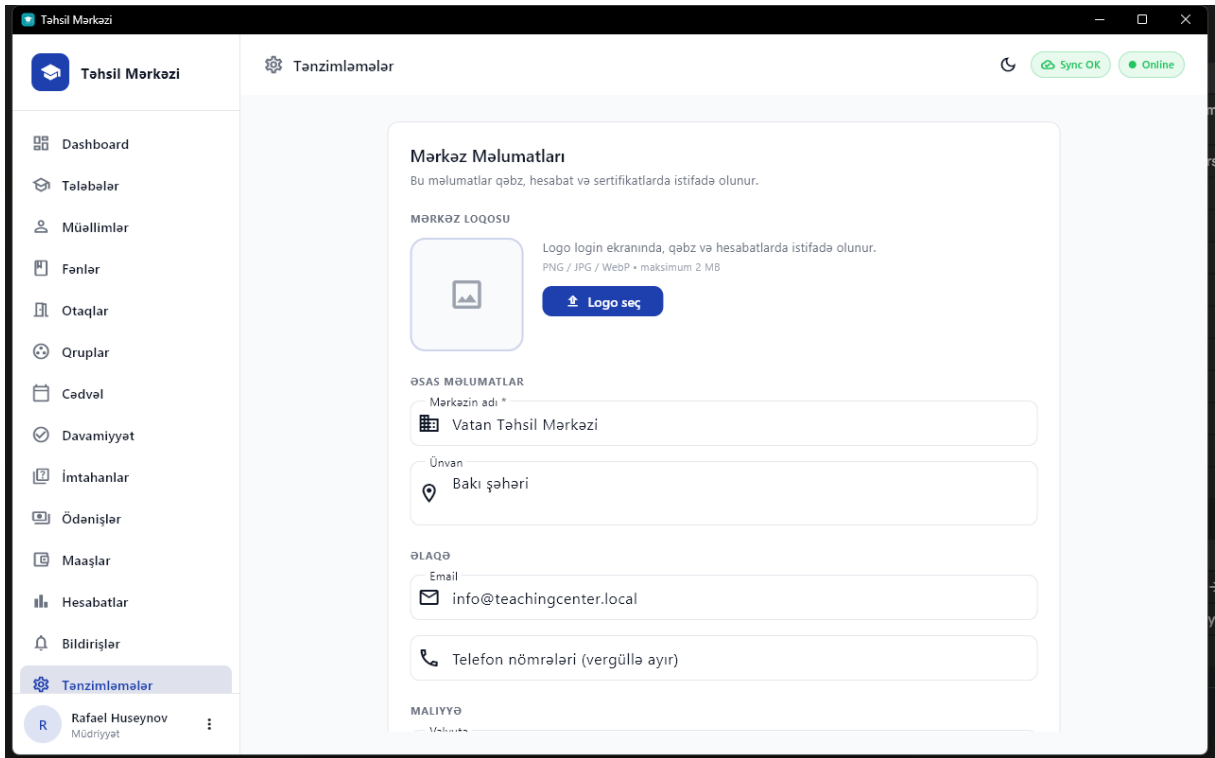 Təhsil Mərkəzi
Təhsil Mərkəzi
Tənzimləmələr
Sync OK
Online
Dashboard
Tələbələr
Müəllimlər
Fənlər
Otaqlar
Qruplar
Cədvəl
Davamiyyət
İmtahanlar
Ödənişlər
Maaşlar
Hesabatlar
Bildirişlər
Tənzimləmələr
R
Rafael Huseynov
Müdriyyət
Mərkəz Məlumatları
Bu məlumatlar qəbz, hesabat və sertifikatlarda istifadə olunur.
MƏRKƏZ LOQOSU
Logo login ekranında, qəbz və hesabatlarda istifadə olunur.
PNG / JPG / WebP • maksimum 2 MB
Logo seç
ƏSAS MƏLUMATLAR
Mərkəzin adı *
Vatan Təhsil Mərkəzi
Ünvan
Bakı şəhəri
ƏLAQƏ
Email
info@teachingcenter.local
Telefon nömrələri (vergüllə ayır)
MALIYYƏ
Valyuta